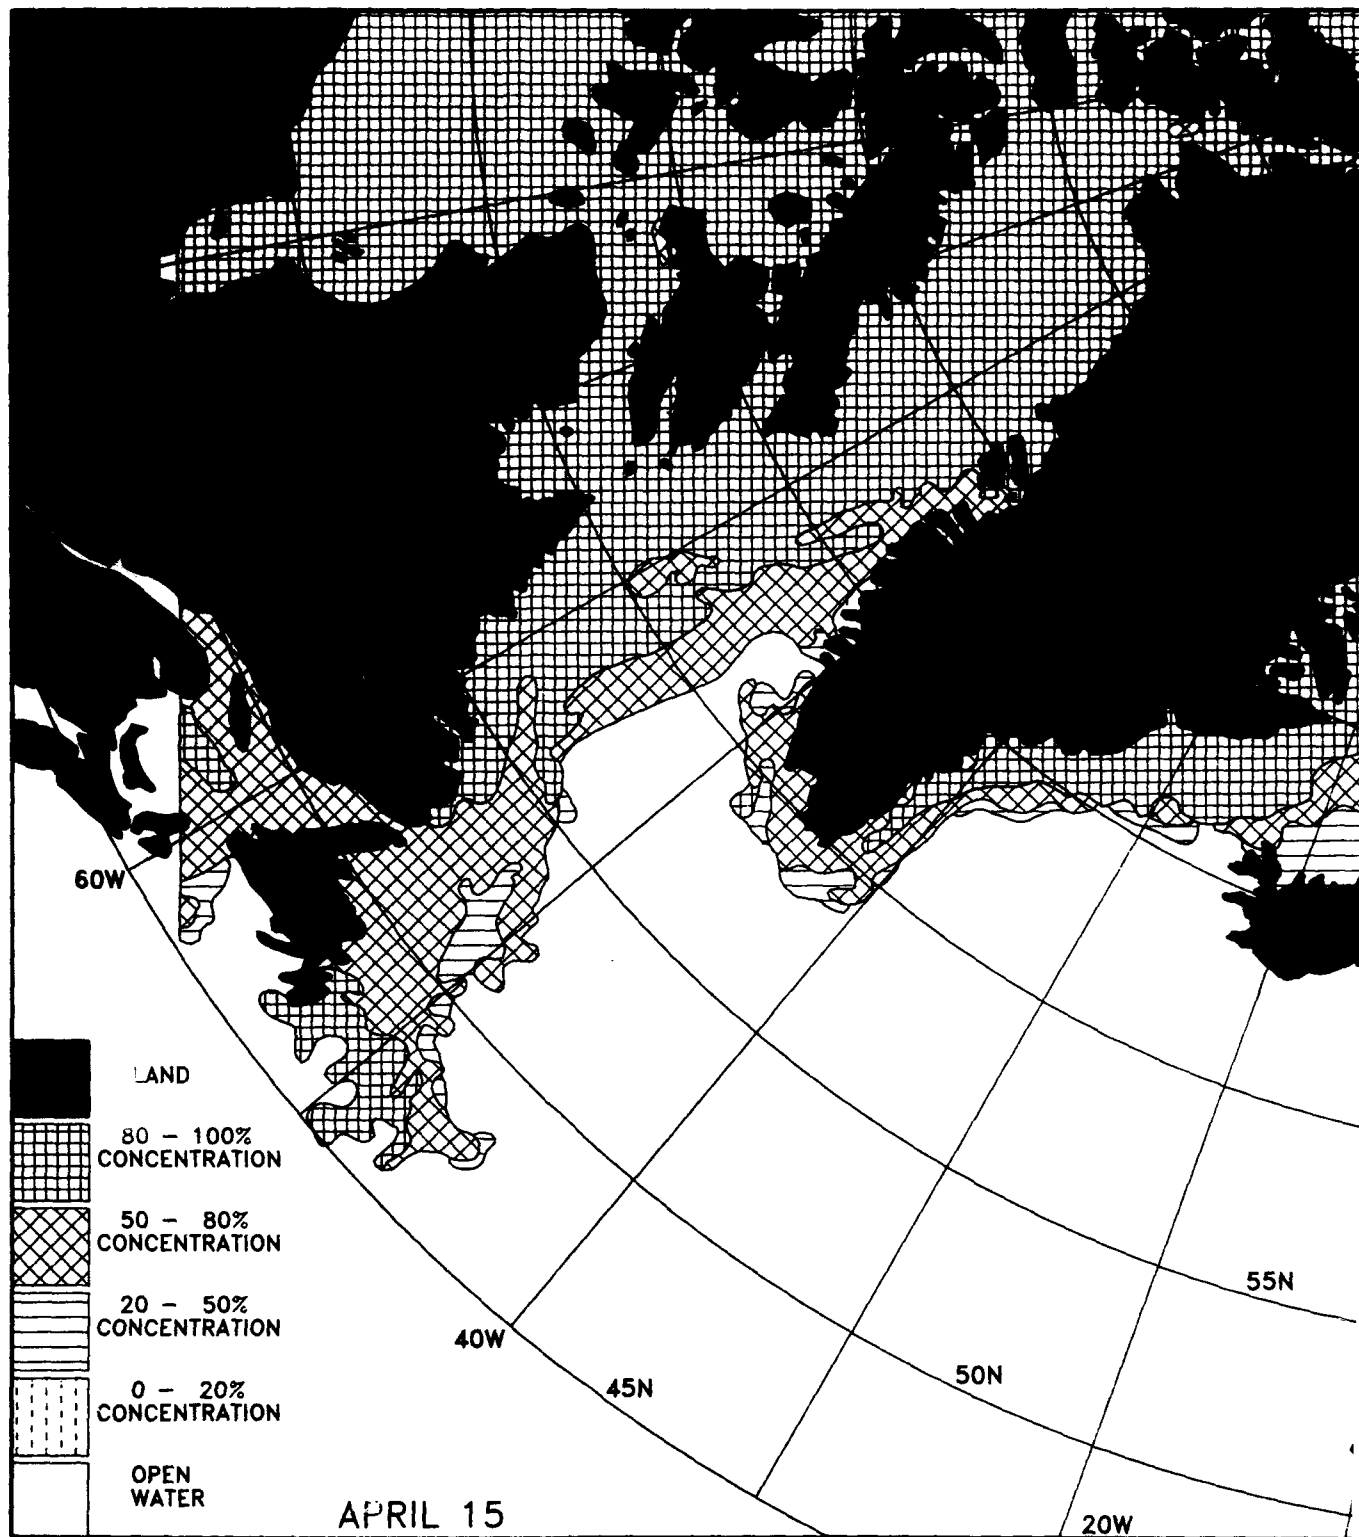 60W
LAND
80 - 100%
CONCENTRATION
50 - 80%
CONCENTRATION
20 - 50%
CONCENTRATION
0 - 20%
CONCENTRATION
OPEN
WATER
APRIL 15
40W
45N
50N
55N
20W